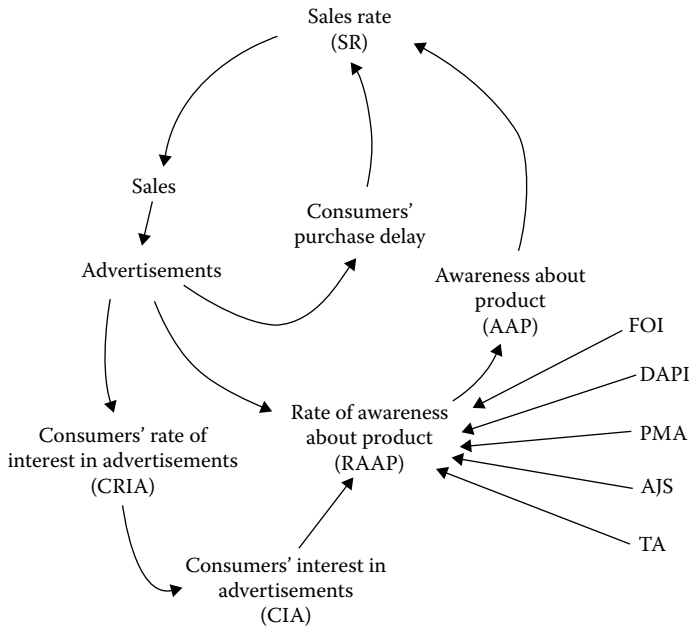 Sales rate
(SR)
Sales
Consumers’
purchase delay
Advertisements
Awareness about
product
(AAP)
FOI
DAPI
Rate of awareness
about product
(RAAP)
PMA
Consumers’ rate of
interest in advertisements
(CRIA)
AJS
TA
Consumers’ interest in
advertisements
(CIA)